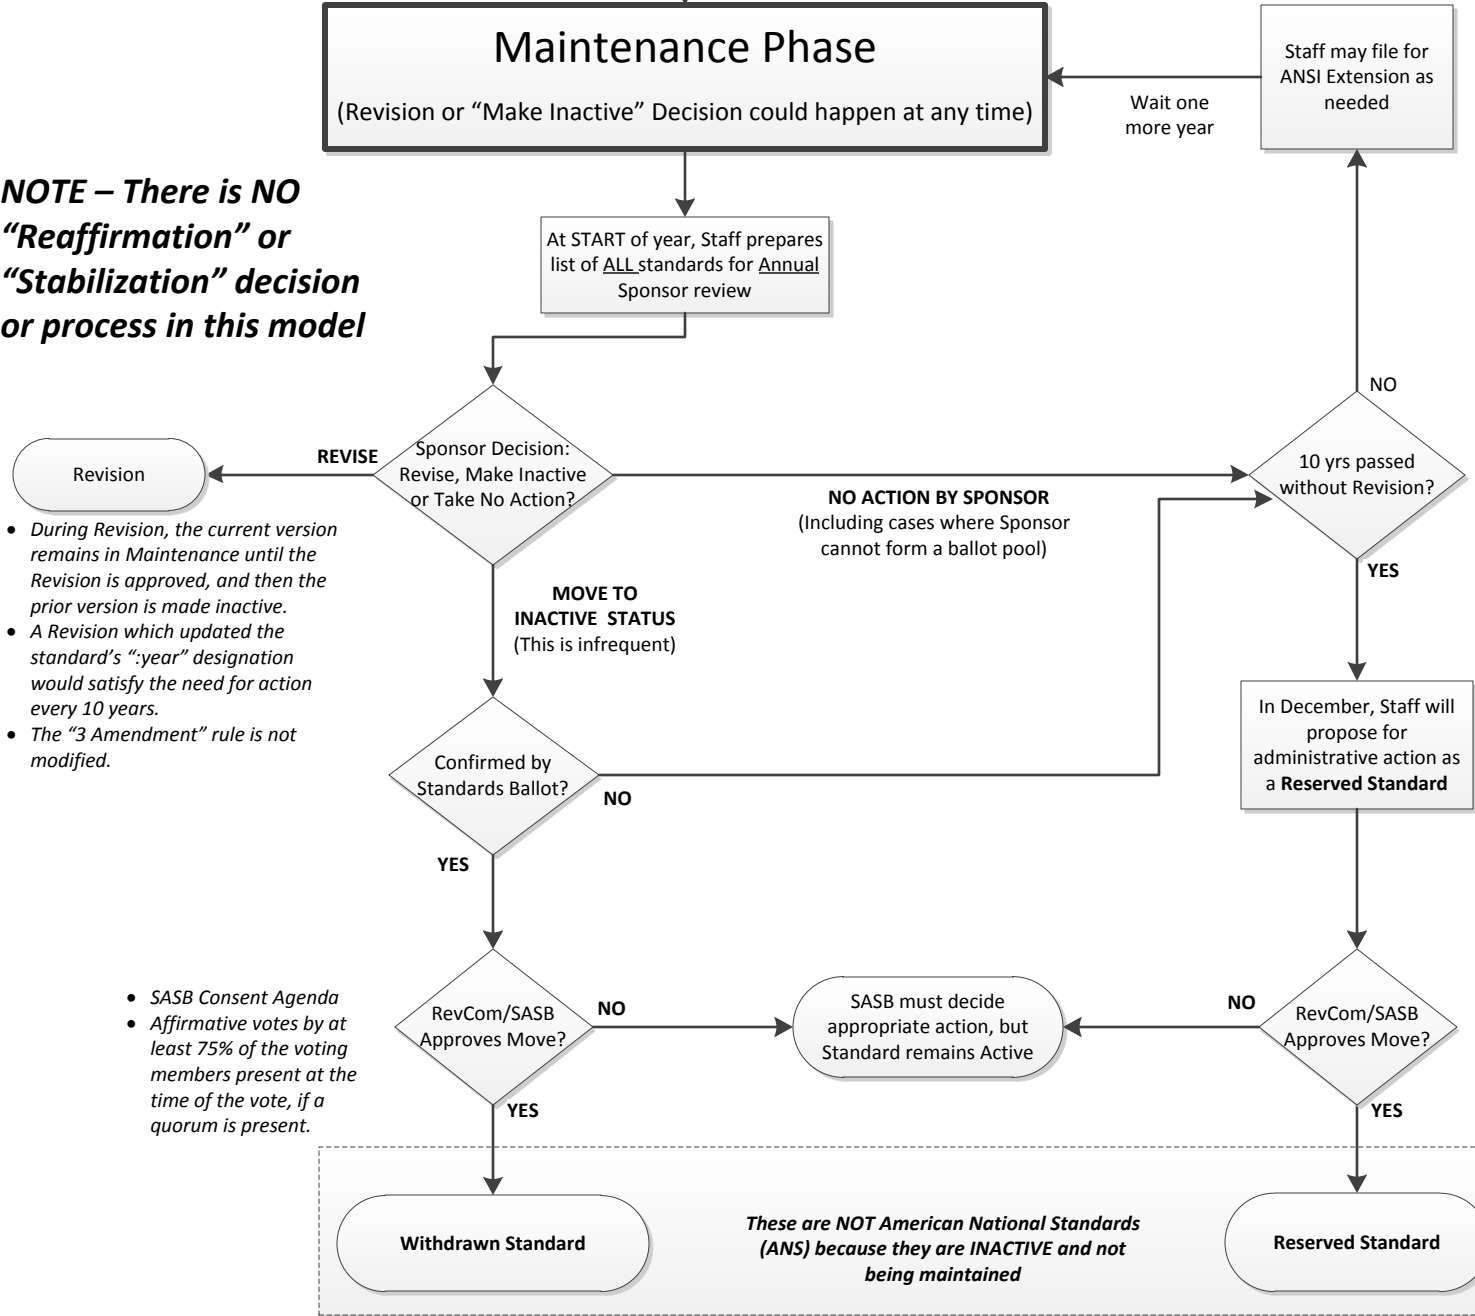 Maintenance Phase
(Revision or “Make Inactive” Decision could happen at any time)
Staff may file for
ANSI Extension as
needed
Wait one
more year
NOTE – There is NO
“Reaffirmation” or
“Stabilization” decision
or process in this model
At START of year, Staff prepares
list of ALL standards for Annual
Sponsor review
NO
Revision
REVISE
Sponsor Decision:
Revise, Make Inactive
or Take No Action?
NO ACTION BY SPONSOR
(Including cases where Sponsor
cannot form a ballot pool)
10 yrs passed
without Revision?
YES
• During Revision, the current version
remains in Maintenance until the
Revision is approved, and then the
prior version is made inactive.
• A Revision which updated the
standard’s “:year” designation
would satisfy the need for action
every 10 years.
• The “3 Amendment” rule is not
modified.
MOVE TO
INACTIVE STATUS
(This is infrequent)
Confirmed by
Standards Ballot?
NO
YES
In December, Staff will
propose for
administrative action as
a Reserved Standard
• SASB Consent Agenda
• Affirmative votes by at
least 75% of the voting
members present at the
time of the vote, if a
quorum is present.
RevCom/SASB
Approves Move?
NO
YES
SASB must decide
appropriate action, but
Standard remains Active
NO
RevCom/SASB
Approves Move?
YES
Withdrawn Standard
These are NOT American National Standards
(ANS) because they are INACTIVE and not
being maintained
Reserved Standard